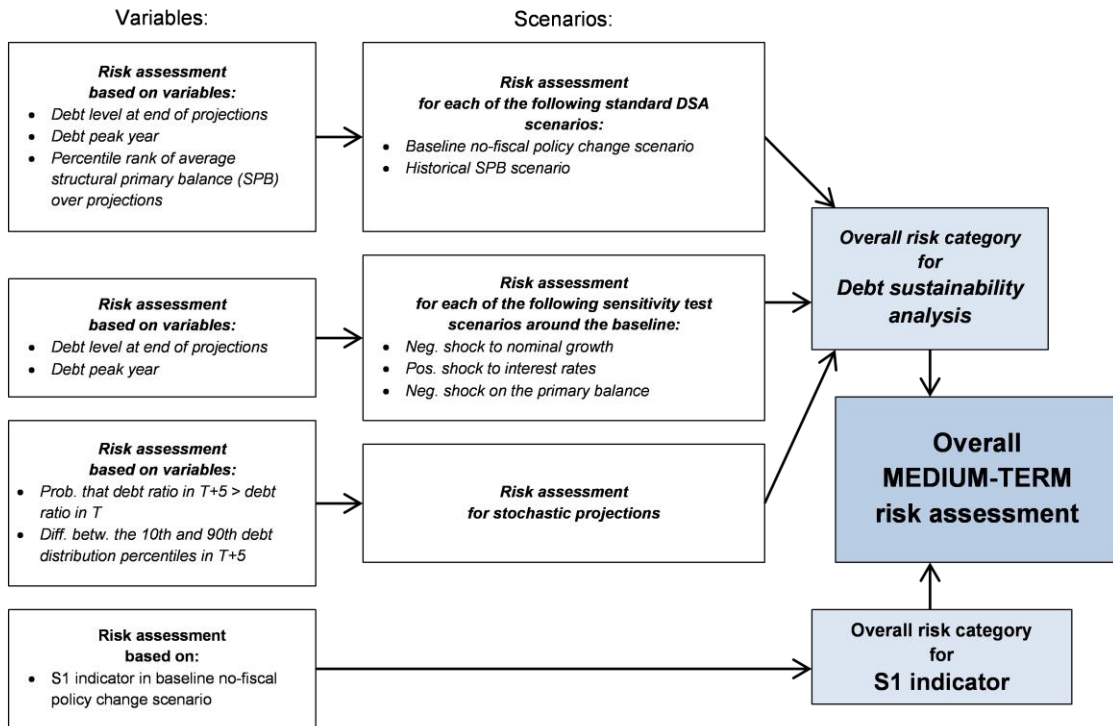 Variables:
Scenarios:
Risk assessment
based on variables:
• Debt level at end of projections
• Debt peak year
• Percentile rank of average
structural primary balance (SPB)
over projections
Risk assessment
for each of the following standard DSA
scenarios:
• Baseline no-fiscal policy change scenario
• Historical SPB scenario
Overall risk category
for
Debt sustainability
analysis
Risk assessment
based on variables:
• Debt level at end of projections
• Debt peak year
Risk assessment
for each of the following sensitivity test
scenarios around the baseline:
• Neg. shock to nominal growth
• Pos. shock to interest rates
• Neg. shock on the primary balance
Overall
MEDIUM-TERM
risk assessment
Risk assessment
based on variables:
• Prob. that debt ratio in T+5 > debt
ratio in T
• Diff. betw. the 10th and 90th debt
distribution percentiles in T+5
Risk assessment
for stochastic projections
Risk assessment
based on:
• S1 indicator in baseline no-fiscal
policy change scenario
Overall risk category
for
S1 indicator